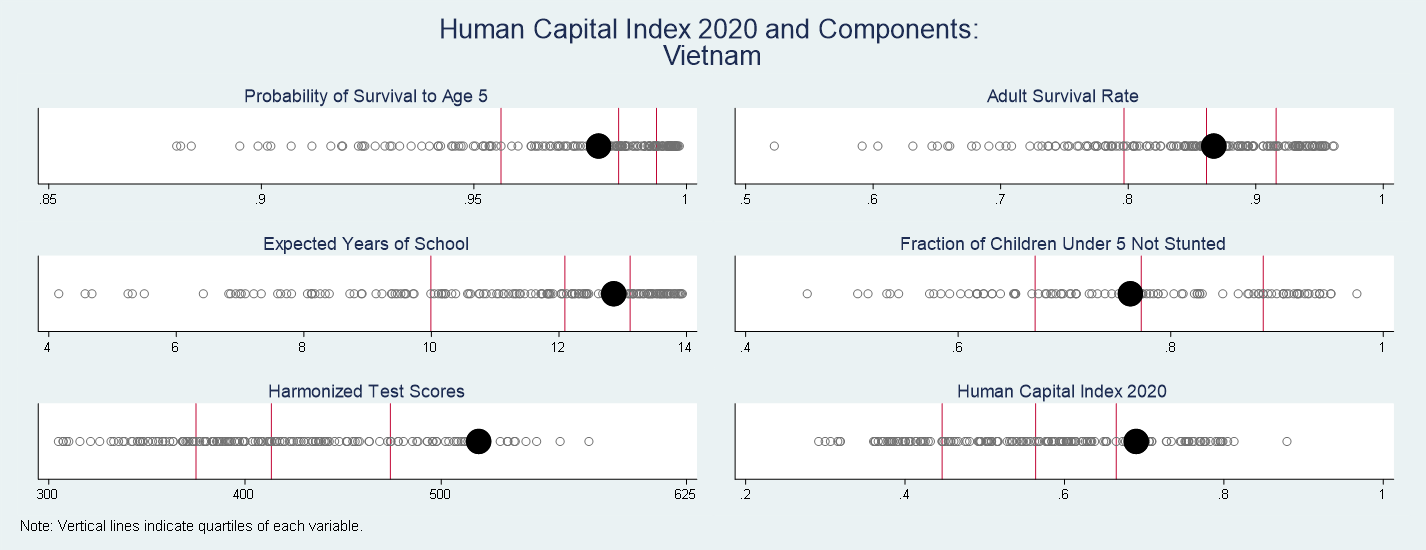 Human Capital Index 2020 and Components:
Vietnam
Probability of Survival to Age 5
.85 .9 .95 1
Adult Survival Rate
.5 .6 .7 .8 .9 1
Expected Years of School
4 6 8 10 12 14
Fraction of Children Under 5 Not Stunted
.4 .6 .8 1
Harmonized Test Scores
300 400 500 625
Human Capital Index 2020
.2 .4 .6 .8 1
Note: Vertical lines indicate quartiles of each variable.